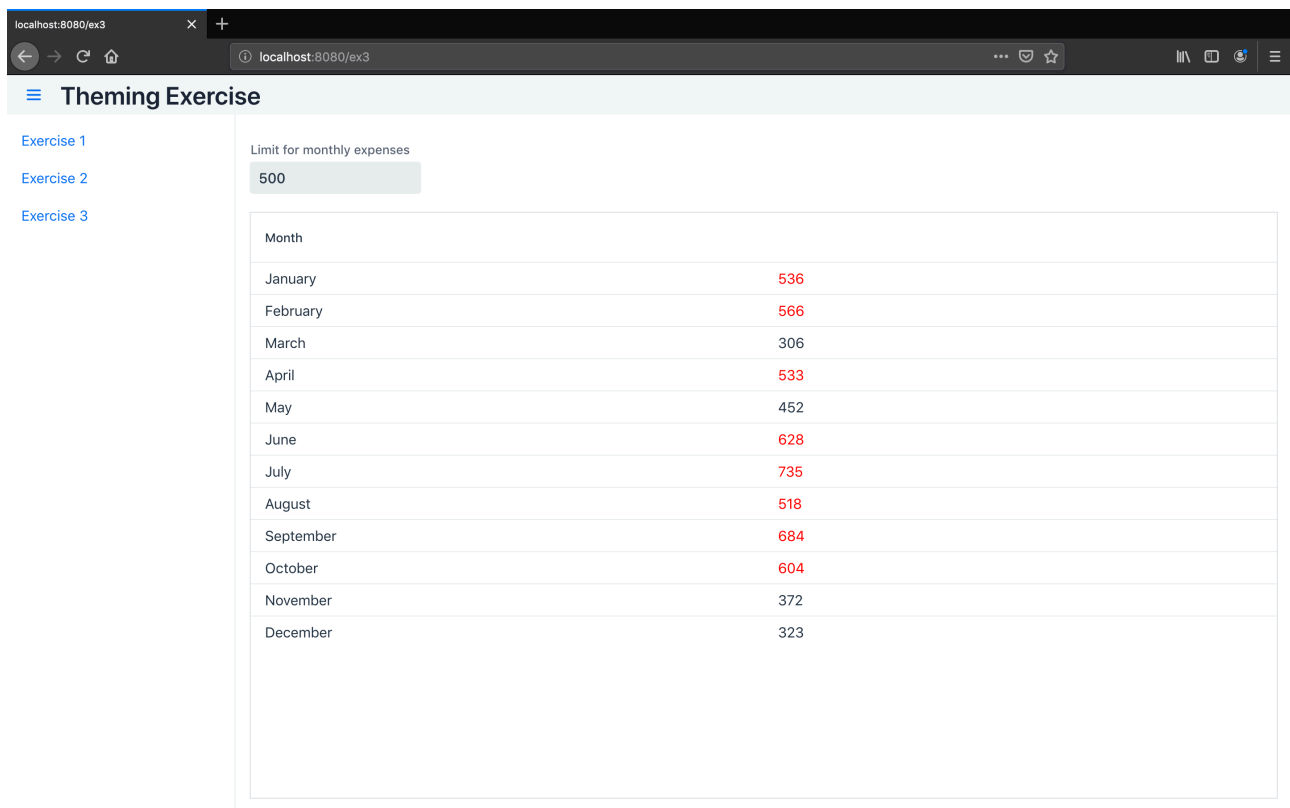 localhost:8080/ex3
localhost:8080/ex3
Theming Exercise
Exercise 1
Exercise 2
Exercise 3
Limit for monthly expenses
500
Month
January 536
February 566
March 306
April 533
May 452
June 628
July 735
August 518
September 684
October 604
November 372
December 323